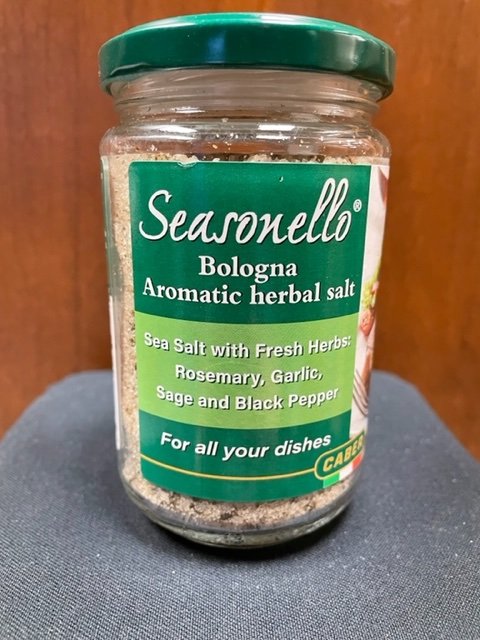 Seasonello®
Bologna
Aromatic herbal salt
Sea Salt with Fresh Herbs:
Rosemary, Garlic,
Sage and Black Pepper
For all your dishes